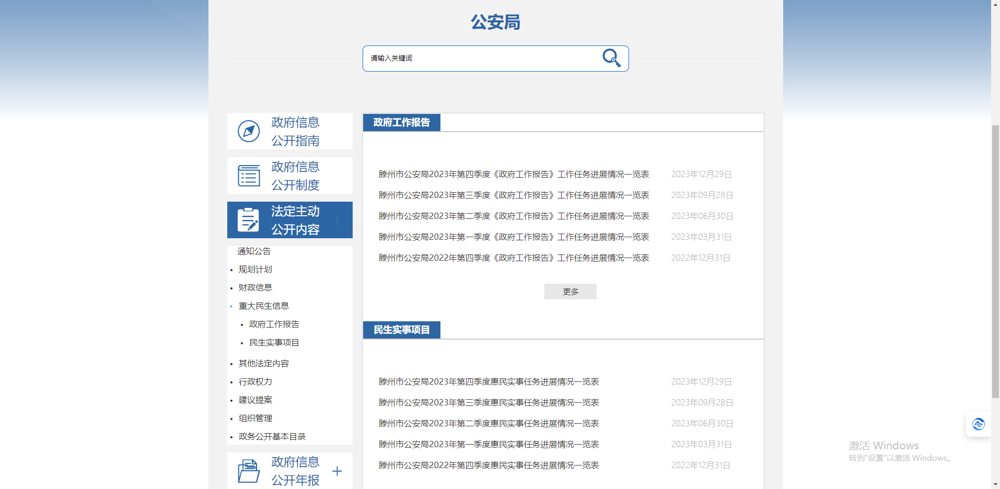 公安局
请输入关键词
政府信息
公开指南
政府信息
公开制度
法定主动
公开内容
通知公告
规划计划
财政信息
重大民生信息
政府工作报告
民生实事项目
其他法定内容
行政权力
建议提案
组织管理
政务公开基本目录
政府信息
公开年报
政府工作报告
滕州市公安局2023年第四季度《政府工作报告》工作任务进展情况一览表 2023年12月29日
滕州市公安局2023年第三季度《政府工作报告》工作任务进展情况一览表 2023年09月28日
滕州市公安局2023年第二季度《政府工作报告》工作任务进展情况一览表 2023年06月30日
滕州市公安局2023年第一季度《政府工作报告》工作任务进展情况一览表 2023年03月31日
滕州市公安局2022年第四季度《政府工作报告》工作任务进展情况一览表 2022年12月31日
更多
民生实事项目
滕州市公安局2023年第四季度惠民实事任务进展情况一览表 2023年12月29日
滕州市公安局2023年第三季度惠民实事任务进展情况一览表 2023年09月28日
滕州市公安局2023年第二季度惠民实事任务进展情况一览表 2023年06月30日
滕州市公安局2023年第一季度惠民实事任务进展情况一览表 2023年03月31日
滕州市公安局2022年第四季度惠民实事任务进展情况一览表 2022年12月31日
激活 Windows
转到“设置”以激活 Windows。